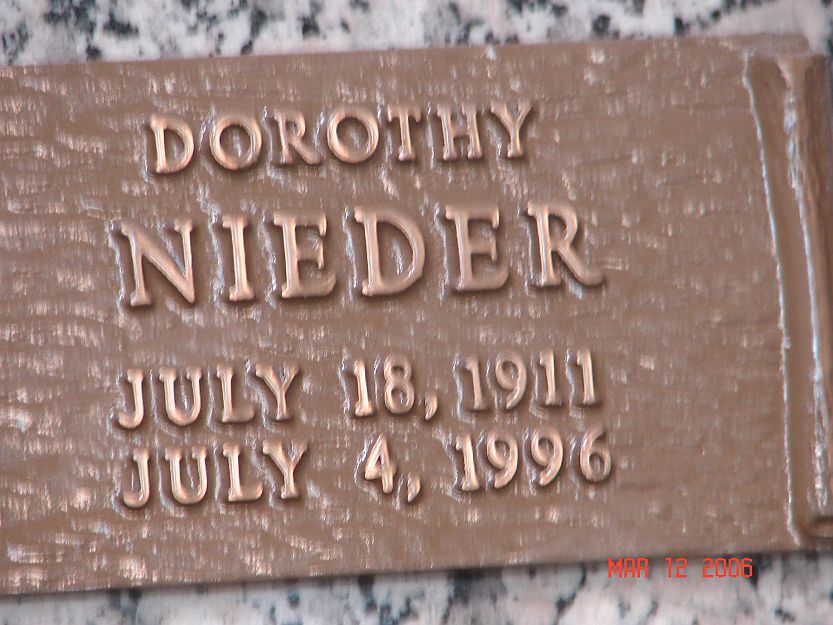 DOROTHY
NIEDER
JULY 18, 1911
JULY 4, 1996
MAR 12 2006